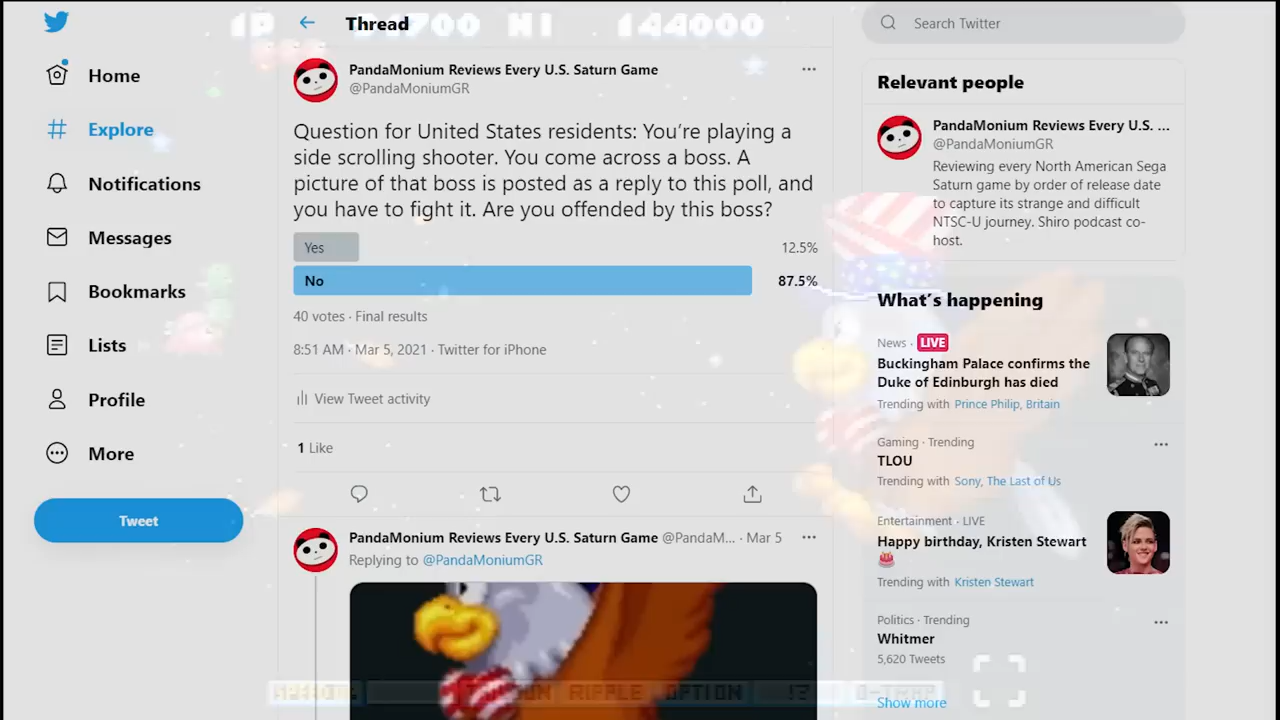 1P
HI 144000
Home
Explore
Notifications
Messages
Bookmarks
Lists
Profile
More
Tweet
Thread
PandaMonium Reviews Every U.S. Saturn Game
@PandaMoniumGR
Question for United States residents: You’re playing a
side scrolling shooter. You come across a boss. A
picture of that boss is posted as a reply to this poll, and
you have to fight it. Are you offended by this boss?
Yes 12.5%
No 87.5%
40 votes · Final results
8:51 AM · Mar 5, 2021 · Twitter for iPhone
View Tweet activity
1 Like
PandaMonium Reviews Every U.S. Saturn Game @PandaM... · Mar 5
Replying to @PandaMoniumGR
RIPPLE OPTION !?
Search Twitter
Relevant people
PandaMonium Reviews Every U.S. ...
@PandaMoniumGR
Reviewing every North American Sega
Saturn game by order of release date
to capture its strange and difficult
NTSC-U journey. Shiro podcast co-
host.
What’s happening
News · LIVE
Buckingham Palace confirms the
Duke of Edinburgh has died
Trending with Prince Philip, Britain
Gaming · Trending
TLOU
Trending with Sony, The Last of Us
Entertainment · LIVE
Happy birthday, Kristen Stewart
🎂
Trending with Kristen Stewart
Politics · Trending
Whitmer
5,620 Tweets
Show more